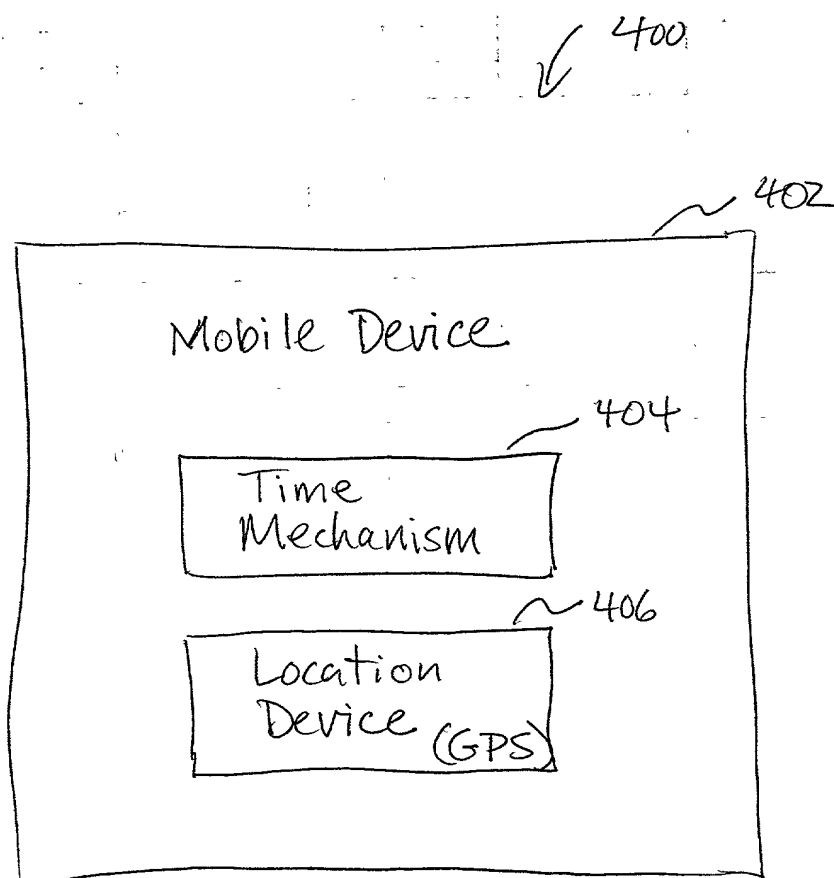 400
402
Mobile Device
404
Time
Mechanism
406
Location
Device (GPS)